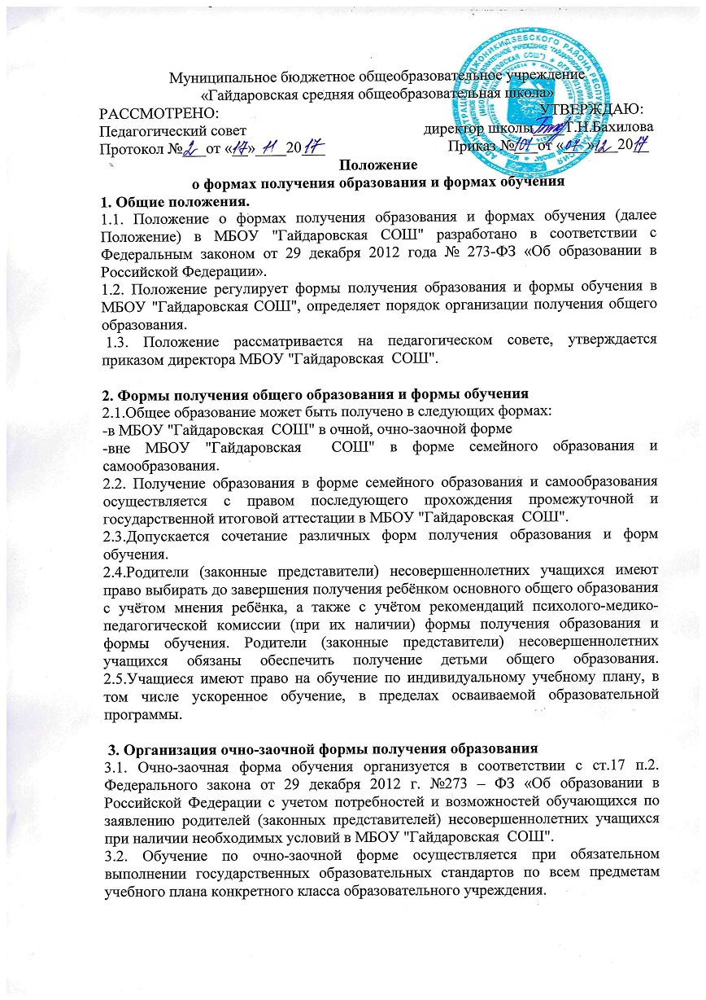 Муниципальное бюджетное общеобразовательное учреждение
«Гайдаровская средняя общеобразовательная школа»
РАССМОТРЕНО: УТВЕРЖДАЮ:
Педагогический совет директор школы Т.Н.Бахилова
Протокол № 2 от «17» 11 2017 Приказ № 101 от «07» 12 2017
Положение
о формах получения образования и формах обучения
1. Общие положения.
1.1. Положение о формах получения образования и формах обучения (далее
Положение) в МБОУ "Гайдаровская СОШ" разработано в соответствии с
Федеральным законом от 29 декабря 2012 года № 273-ФЗ «Об образовании в
Российской Федерации».
1.2. Положение регулирует формы получения образования и формы обучения в
МБОУ "Гайдаровская СОШ", определяет порядок организации получения общего
образования.
1.3. Положение рассматривается на педагогическом совете, утверждается
приказом директора МБОУ "Гайдаровская СОШ".
2. Формы получения общего образования и формы обучения
2.1.Общее образование может быть получено в следующих формах:
-в МБОУ "Гайдаровская СОШ" в очной, очно-заочной форме
-вне МБОУ "Гайдаровская СОШ" в форме семейного образования и
самообразования.
2.2. Получение образования в форме семейного образования и самообразования
осуществляется с правом последующего прохождения промежуточной и
государственной итоговой аттестации в МБОУ "Гайдаровская СОШ".
2.3.Допускается сочетание различных форм получения образования и форм
обучения.
2.4.Родители (законные представители) несовершеннолетних учащихся имеют
право выбирать до завершения получения ребёнком основного общего образования
с учётом мнения ребёнка, а также с учётом рекомендаций психолого-медико-
педагогической комиссии (при их наличии) формы получения образования и
формы обучения. Родители (законные представители) несовершеннолетних
учащихся обязаны обеспечить получение детьми общего образования.
2.5.Учащиеся имеют право на обучение по индивидуальному учебному плану, в
том числе ускоренное обучение, в пределах осваиваемой образовательной
программы.
3. Организация очно-заочной формы получения образования
3.1. Очно-заочная форма обучения организуется в соответствии с ст.17 п.2.
Федерального закона от 29 декабря 2012 г. №273 – ФЗ «Об образовании в
Российской Федерации с учетом потребностей и возможностей обучающихся по
заявлению родителей (законных представителей) несовершеннолетних учащихся
при наличии необходимых условий в МБОУ "Гайдаровская СОШ".
3.2. Обучение по очно-заочной форме осуществляется при обязательном
выполнении государственных образовательных стандартов по всем предметам
учебного плана конкретного класса образовательного учреждения.